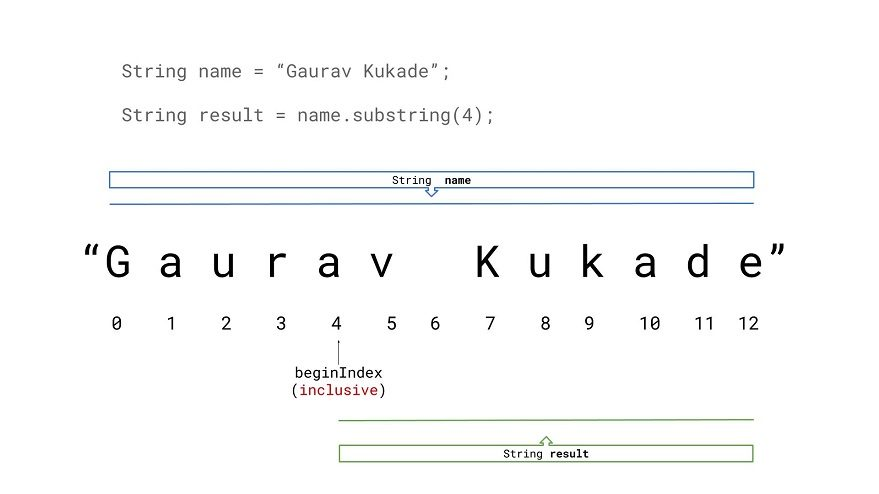 String name = “Gaurav Kukade”;
String result = name.substring(4);
String name
“G a u r a v K u k a d e”
0 1 2 3 4 5 6 7 8 9 10 11 12
beginIndex
(inclusive)
String result